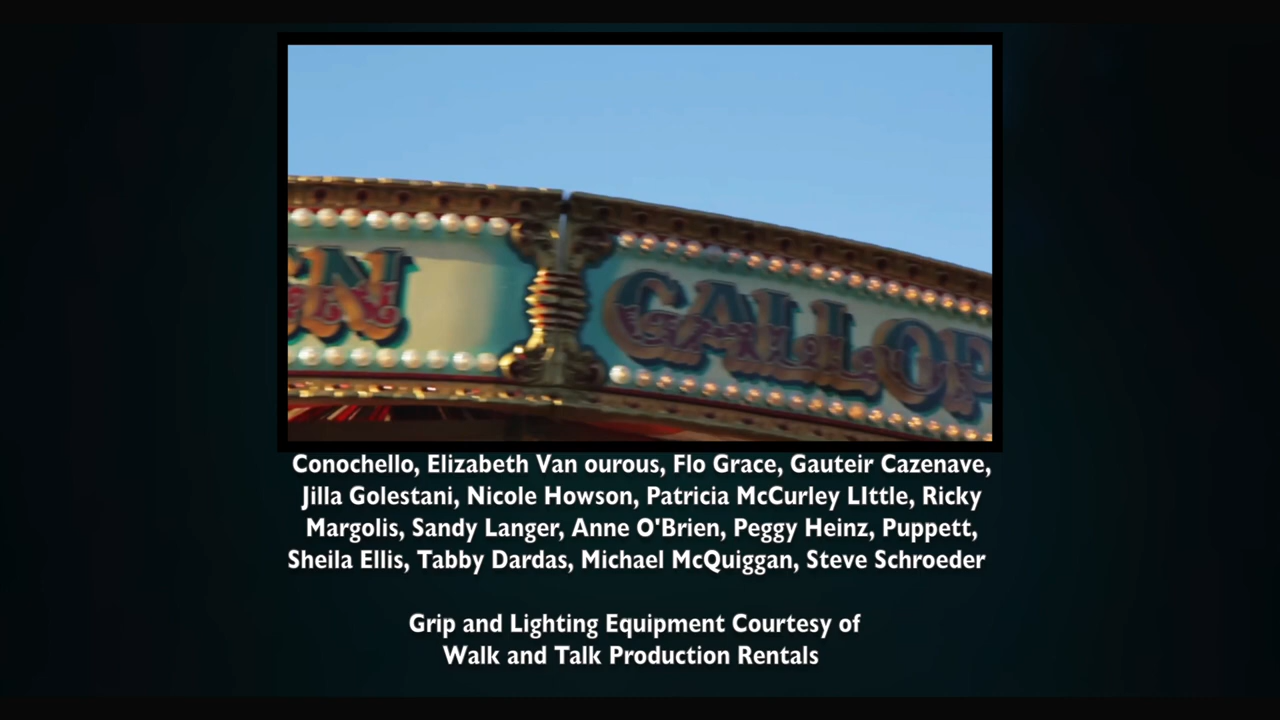 N GALLOP
Conochello, Elizabeth Van ourous, Flo Grace, Gauteir Cazenave,
Jilla Golestani, Nicole Howson, Patricia McCurley LIttle, Ricky
Margolis, Sandy Langer, Anne O'Brien, Peggy Heinz, Puppett,
Sheila Ellis, Tabby Dardas, Michael McQuiggan, Steve Schroeder
Grip and Lighting Equipment Courtesy of
Walk and Talk Production Rentals